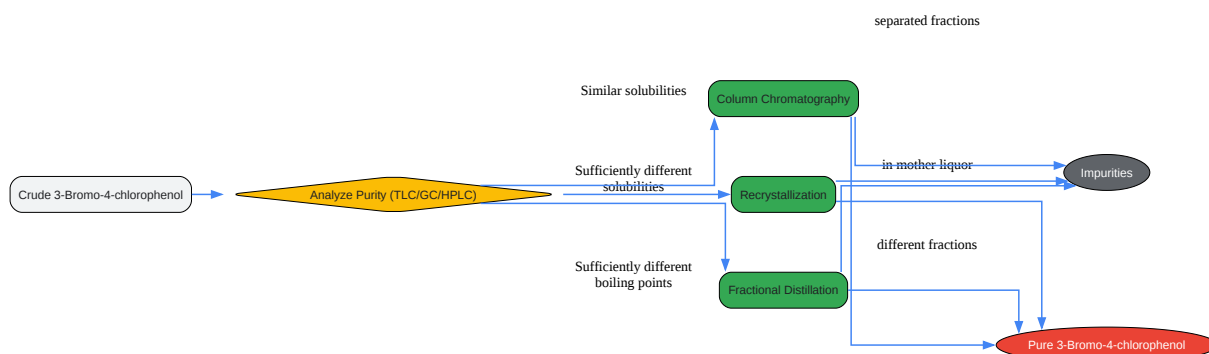 separated fractions
Similar solubilities
Column Chromatography
in mother liquor
Impurities
Crude 3-Bromo-4-chlorophenol
Analyze Purity (TLC/GC/HPLC)
Sufficiently different
solubilities
Recrystallization
different fractions
Sufficiently different
boiling points
Fractional Distillation
Pure 3-Bromo-4-chlorophenol